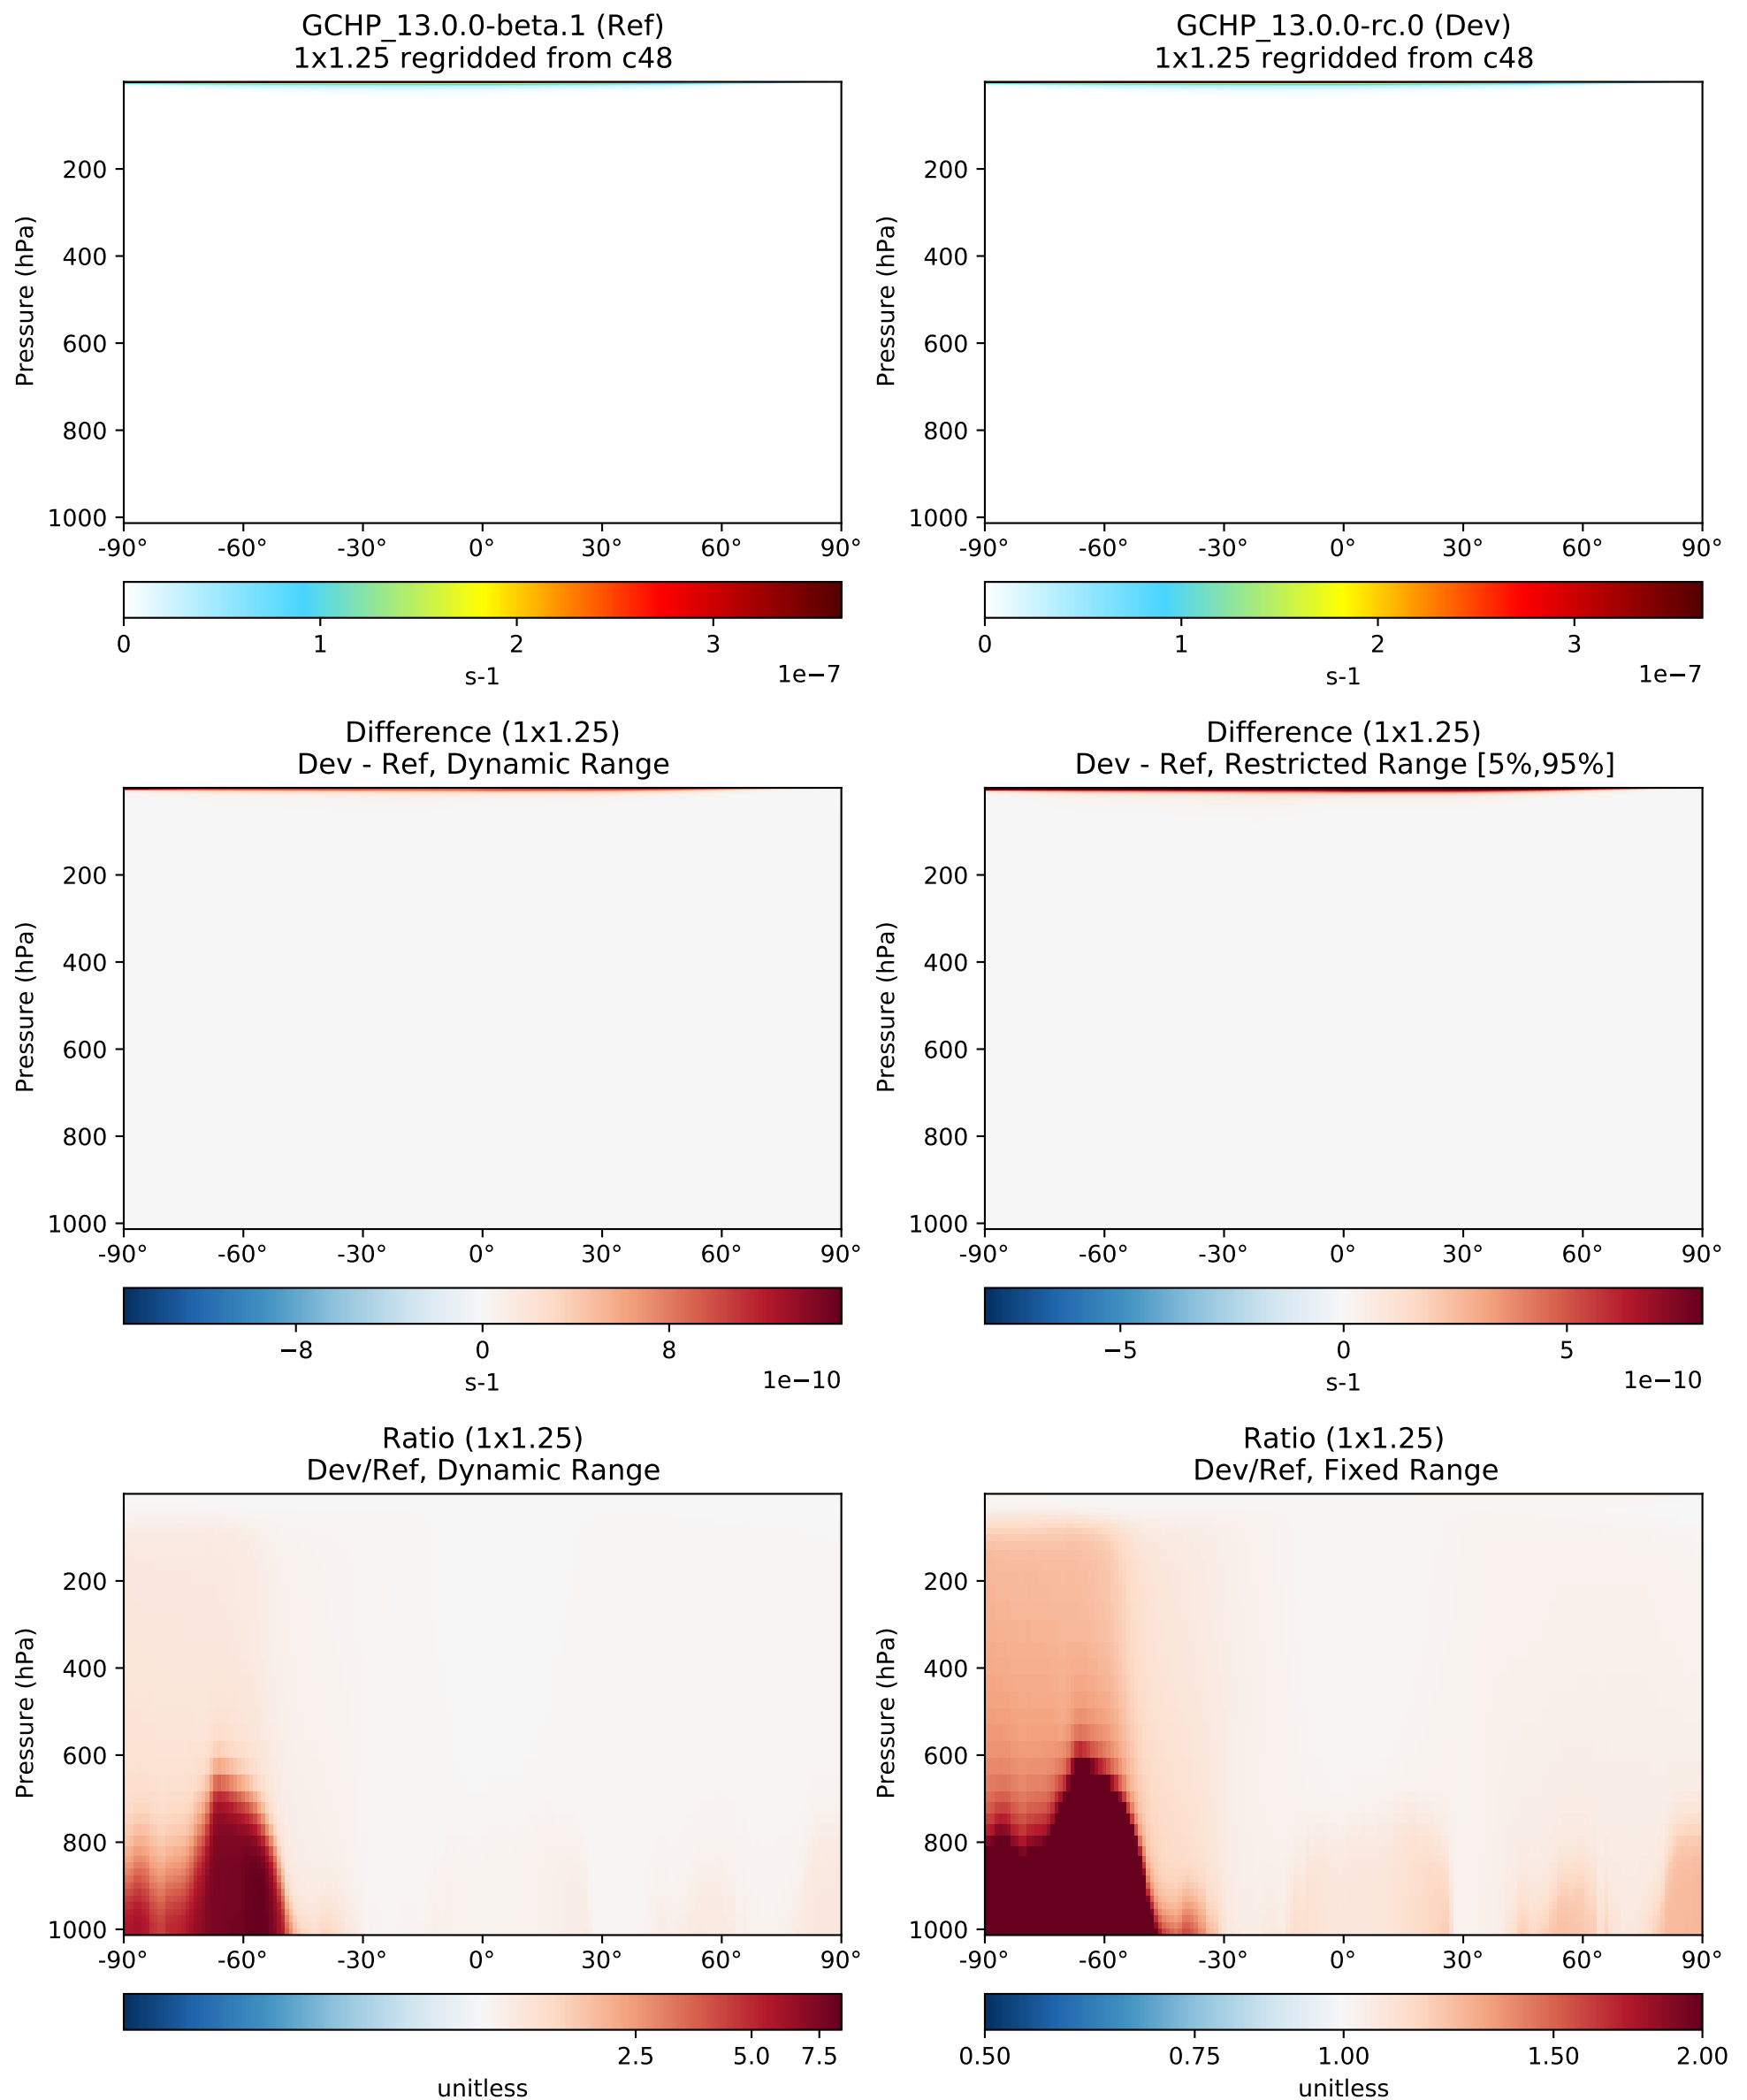 GCHP_13.0.0-beta.1 (Ref)
1x1.25 regridded from c48
Pressure (hPa)
200
400
600
800
1000
-90° -60° -30° 0° 30° 60° 90°
0 1 2 3
1e−7
s-1
GCHP_13.0.0-rc.0 (Dev)
1x1.25 regridded from c48
Pressure (hPa)
200
400
600
800
1000
-90° -60° -30° 0° 30° 60° 90°
0 1 2 3
1e−7
s-1
Difference (1x1.25)
Dev - Ref, Dynamic Range
Pressure (hPa)
200
400
600
800
1000
-90° -60° -30° 0° 30° 60° 90°
−8 0 8
1e−10
s-1
Difference (1x1.25)
Dev - Ref, Restricted Range [5%,95%]
Pressure (hPa)
200
400
600
800
1000
-90° -60° -30° 0° 30° 60° 90°
−5 0 5
1e−10
s-1
Ratio (1x1.25)
Dev/Ref, Dynamic Range
Pressure (hPa)
200
400
600
800
1000
-90° -60° -30° 0° 30° 60° 90°
2.5 5.0 7.5
unitless
Ratio (1x1.25)
Dev/Ref, Fixed Range
Pressure (hPa)
200
400
600
800
1000
-90° -60° -30° 0° 30° 60° 90°
0.50 0.75 1.00 1.50 2.00
unitless